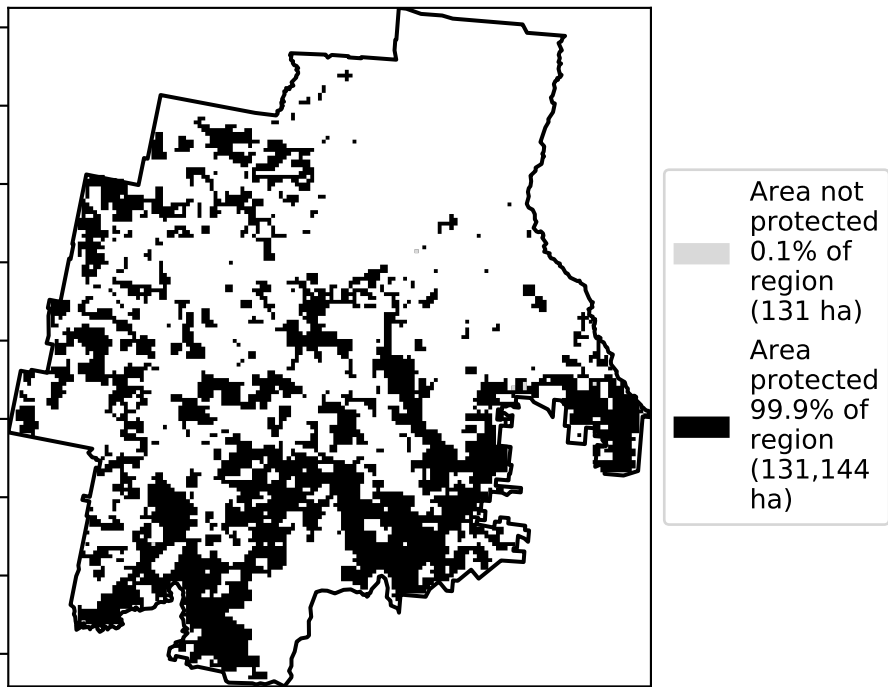 Area not
protected
0.1% of
region
(131 ha)
Area
protected
99.9% of
region
(131,144
ha)